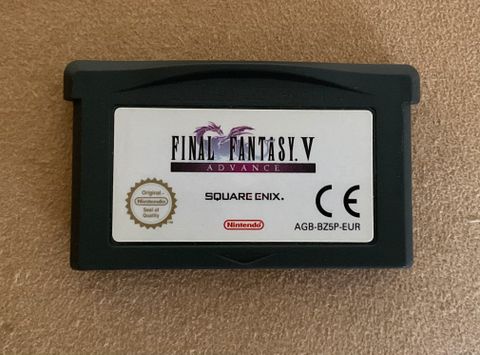 FINAL FANTASY. V
ADVANCE
SQUARE ENIX.
Original
Nintendo
Seal of
Quality
Nintendo
CE
AGB-BZ5P-EUR